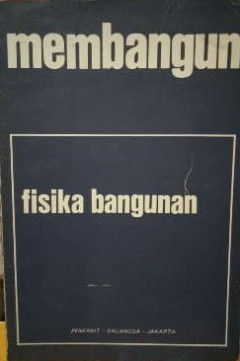 membangun
fisika bangunan
PENERBIT - ERLANGGA - JAKARTA